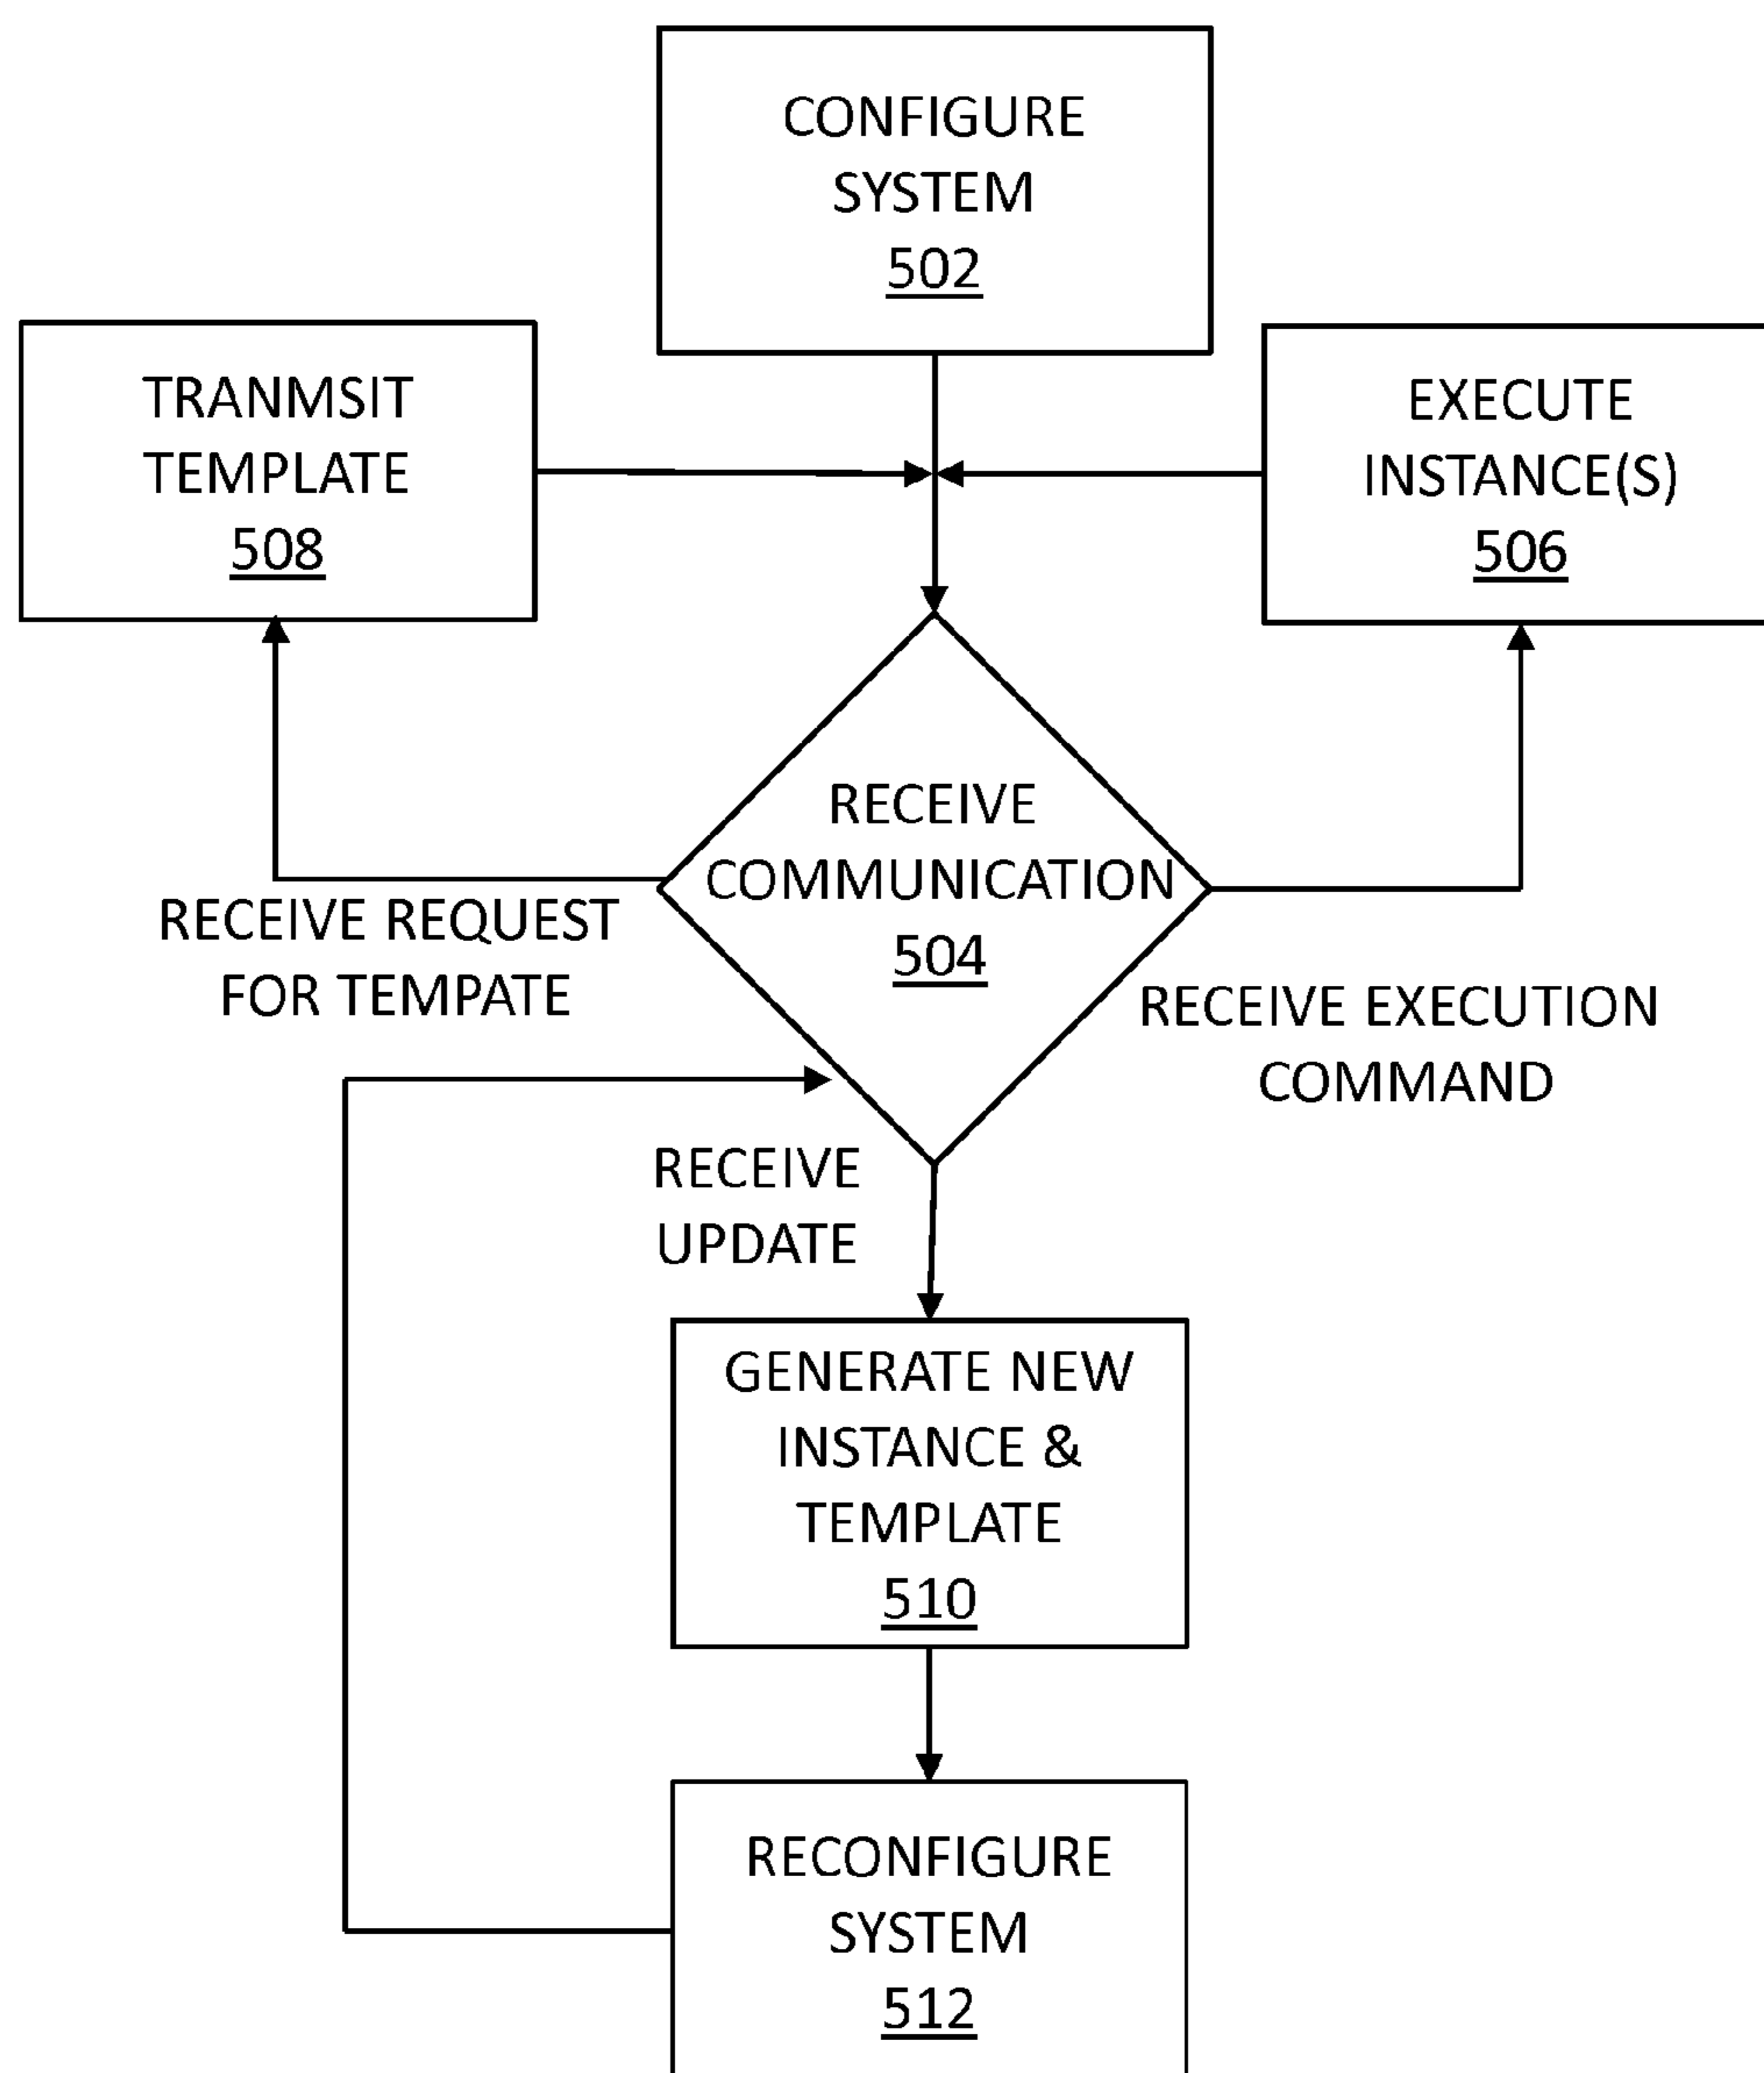 CONFIGURE
SYSTEM
502
TRANMSIT
TEMPLATE
508
EXECUTE
INSTANCE(S)
506
RECEIVE
COMMUNICATION
504
RECEIVE REQUEST
FOR TEMPATE
RECEIVE EXECUTION
COMMAND
RECEIVE
UPDATE
GENERATE NEW
INSTANCE &
TEMPLATE
510
RECONFIGURE
SYSTEM
512